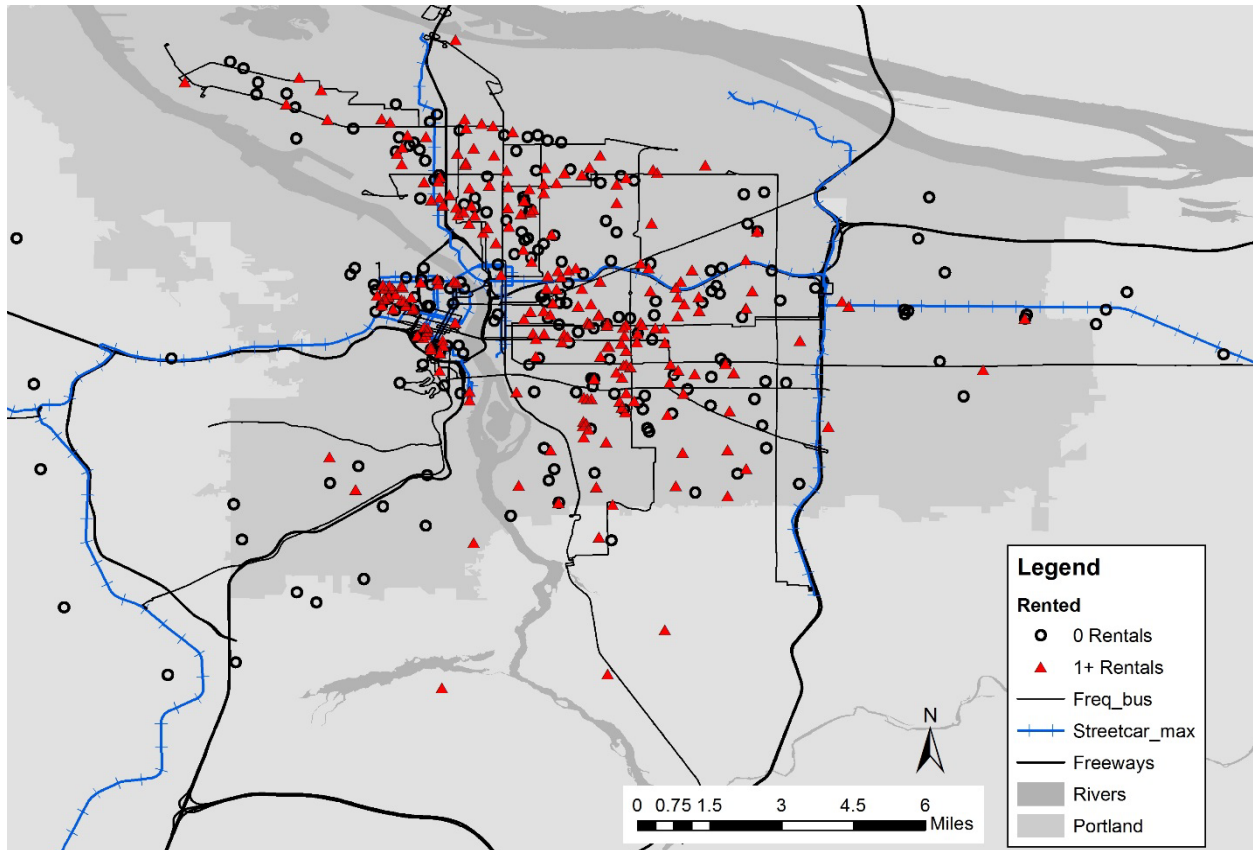 Legend
Rented
0 Rentals
1+ Rentals
Freq_bus
Streetcar_max
Freeways
Rivers
Portland
N
0 0.75 1.5 3 4.5 6
Miles